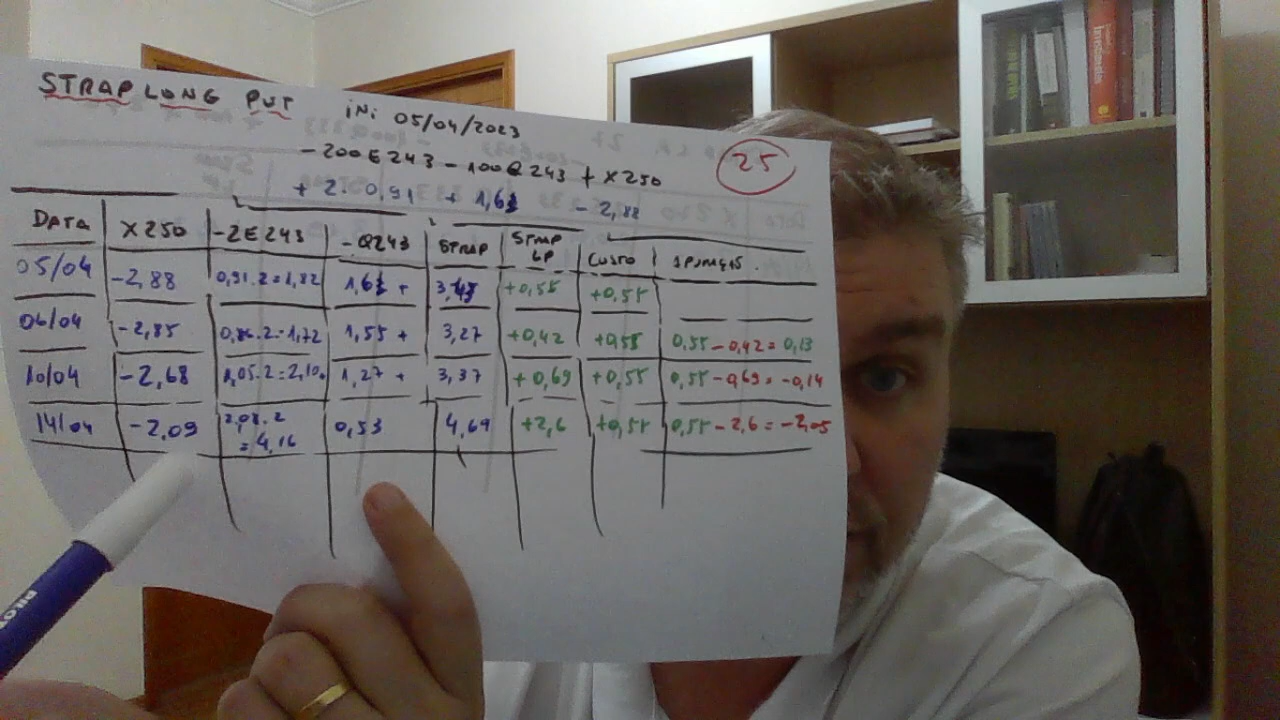 STRAP LONG PUT iN: 05/04/2023
25
-200E243 - 100Q243 + X250
+ 2. 0,91 + 1,63 - 2,88
DATA X250 -2E243 -Q243 STRAP STRAP LP CUSTO
05/04 -2,88 0,91.2=1,82 1,63 + 3,45 +0,55 +0,55
06/04 -2,85 0,86.2=1,72 1,55 + 3,27 +0,42 +0,55 0,55-0,42=0,13
10/04 -2,68 1,05.2=2,10+ 1,27 + 3,37 +0,69 +0,55 0,55-0,69=-0,14
14/04 -2,09 2,08.2 =4,16 0,53 4,69 +2,6 +0,55 0,55-2,6=-2,05
PILOT